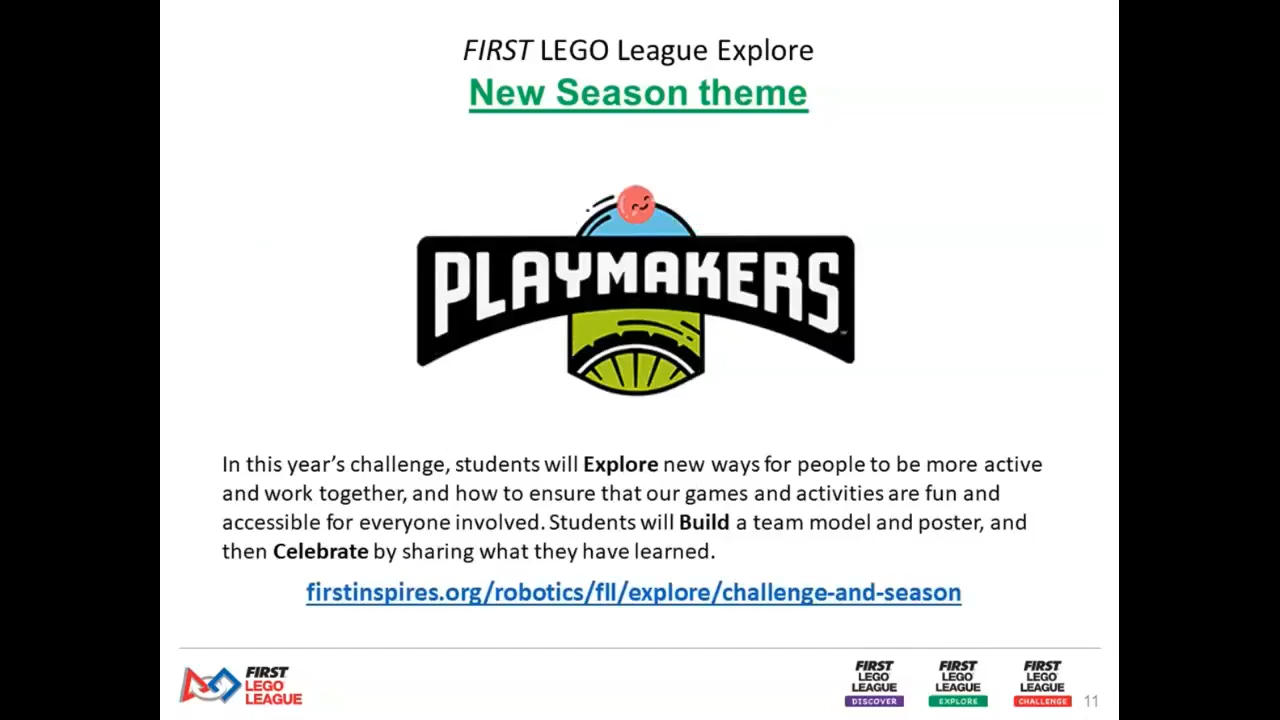 FIRST LEGO League Explore
New Season theme
PLAYMAKERS
In this year's challenge, students will Explore new ways for people to be more active
and work together, and how to ensure that our games and activities are fun and
accessible for everyone involved. Students will Build a team model and poster, and
then Celebrate by sharing what they have learned.
firstinspires.org/robotics/fll/explore/challenge-and-season
FIRST
LEGO
LEAGUE
FIRST
LEGO
LEAGUE
DISCOVER
FIRST
LEGO
LEAGUE
EXPLORE
FIRST
LEGO
LEAGUE
CHALLENGE
11